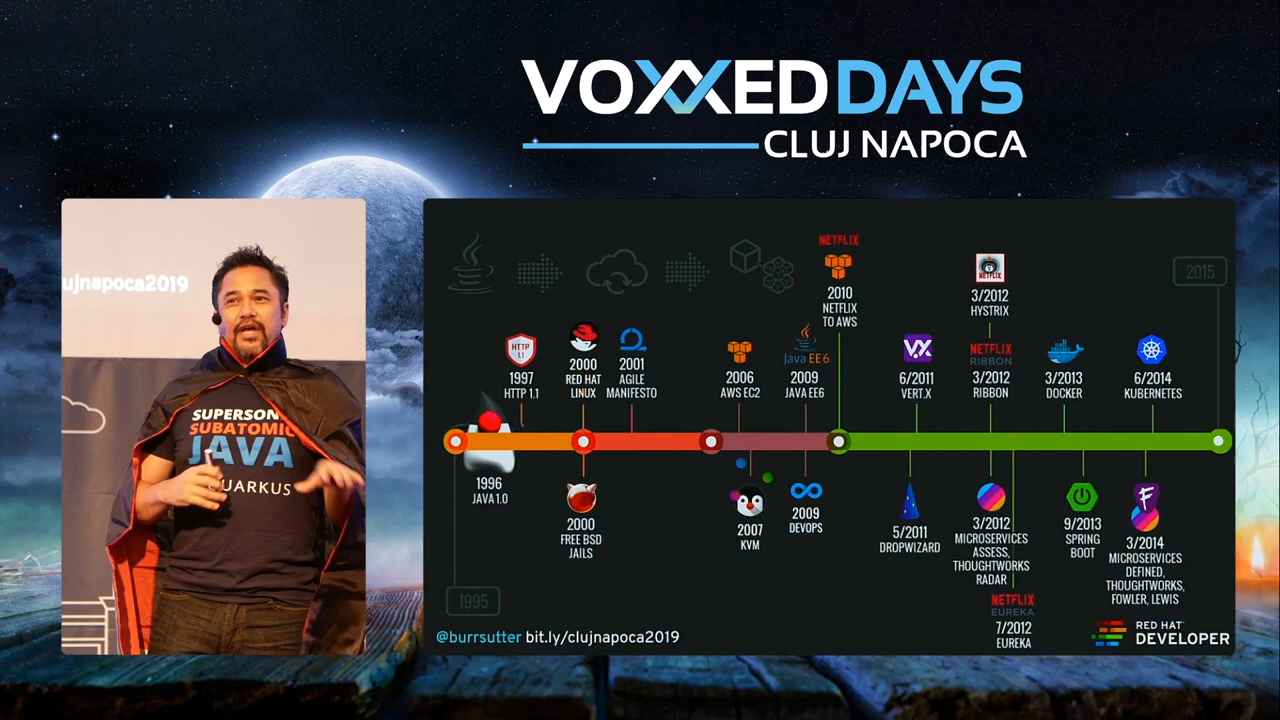 VOXXED DAYS
CLUJ NAPOCA
ujnapoca2019
SUPERSON
SUBATOMIC
JAVA
UARKUS
2015
NETFLIX
2010
NETFLIX
TO AWS
NETFLIX
3/2012
HYSTRIX
HTTP
1.1
1997
HTTP 1.1
2000
RED HAT
LINUX
2001
AGILE
MANIFESTO
2006
AWS EC2
Java EE 6
2009
JAVA EE6
VX
6/2011
VERT.X
NETFLIX
RIBBON
3/2012
RIBBON
3/2013
DOCKER
6/2014
KUBERNETES
1996
JAVA 1.0
2000
FREE BSD
JAILS
2007
KVM
2009
DEVOPS
5/2011
DROPWIZARD
3/2012
MICROSERVICES
ASSESS,
THOUGHTWORKS
RADAR
NETFLIX
EUREKA
7/2012
EUREKA
9/2013
SPRING
BOOT
3/2014
MICROSERVICES
DEFINED,
THOUGHTWORKS,
FOWLER, LEWIS
1995
@burrsutter bit.ly/clujnapoca2019
RED HAT
DEVELOPER